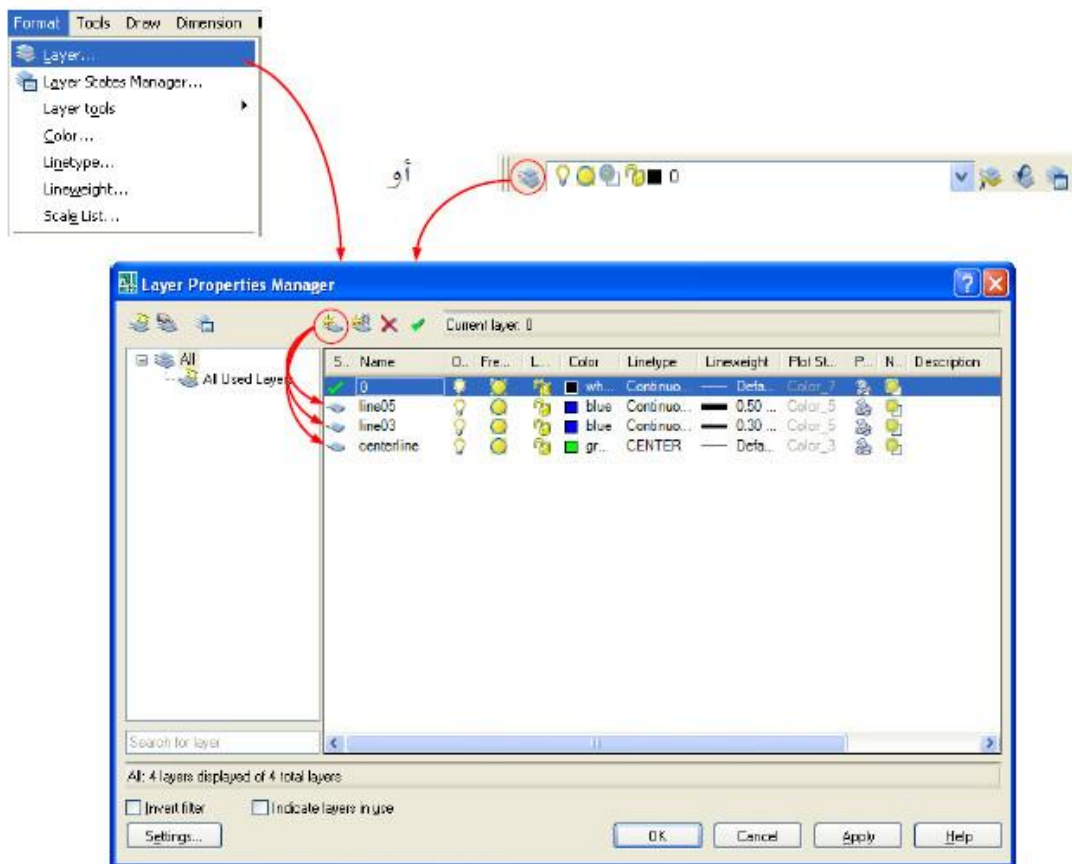 Format Tools Draw Dimension
Layer...
Layer States Manager...
Layer tools
Color...
Linetype...
Lineweight...
Scale List...
أو
0
Layer Properties Manager
Current layer: 0
All
All Used Layers
S.. Name O.. Fre... L... Color Linetype Lineweight Plot St... P... N.. Description
0 wh... Continuo... Defa... Color_7
line05 blue Continuo... 0.50 ... Color_5
line03 blue Continuo... 0.30 ... Color_5
centerline gr... CENTER Defa... Color_3
Search for layer
All: 4 layers displayed of 4 total layers
Invert filter Indicate layers in use
Settings... OK Cancel Apply Help